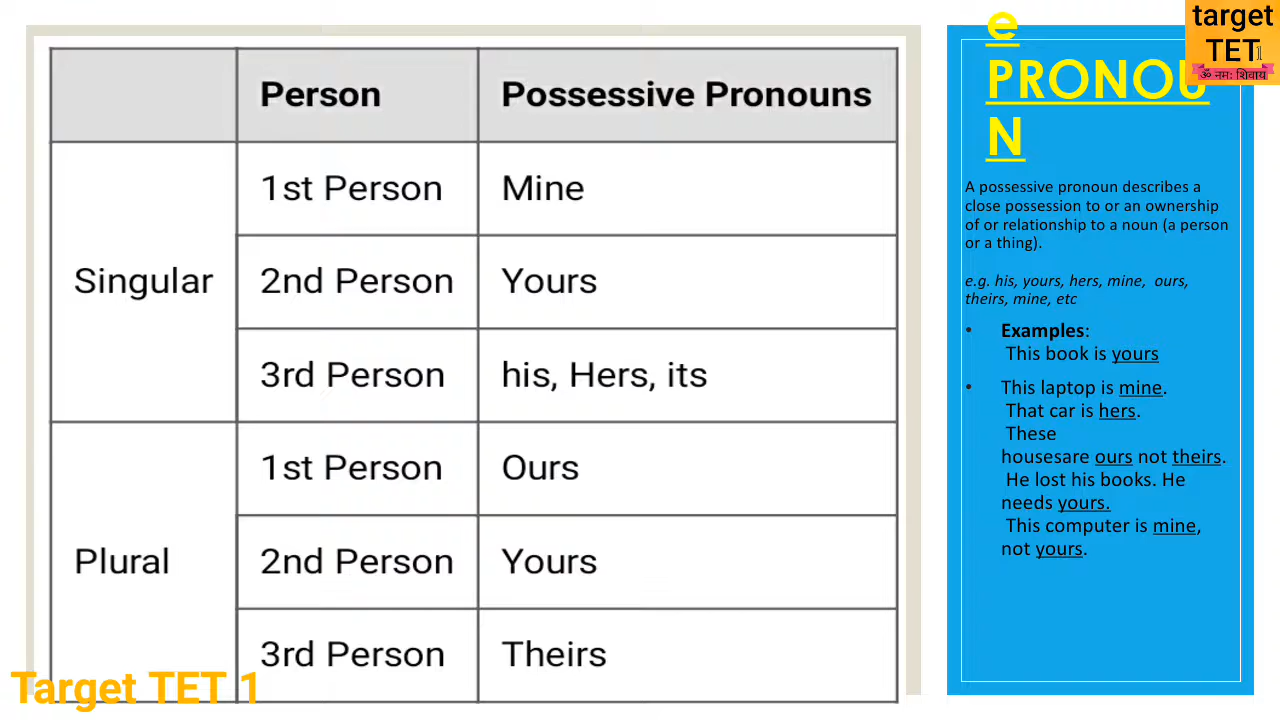 Person Possessive Pronouns
1st Person Mine
Singular 2nd Person Yours
3rd Person his, Hers, its
1st Person Ours
Plural 2nd Person Yours
3rd Person Theirs
Target TET 1
e
PRONOU
N
target
TET1
ॐ नमः शिवाय
A possessive pronoun describes a
close possession to or an ownership
of or relationship to a noun (a person
or a thing).
e.g. his, yours, hers, mine, ours,
theirs, mine, etc
• Examples:
This book is yours
• This laptop is mine.
That car is hers.
These
housesare ours not theirs.
He lost his books. He
needs yours.
This computer is mine,
not yours.